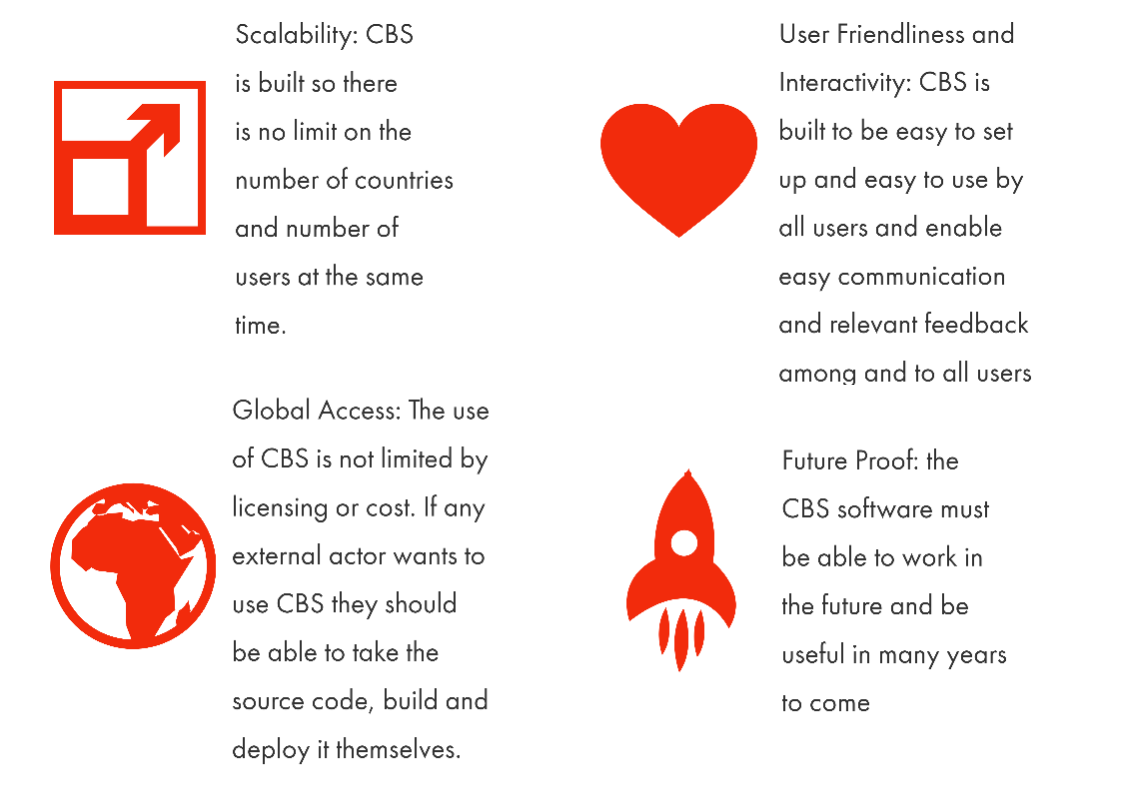 Scalability: CBS
is built so there
is no limit on the
number of countries
and number of
users at the same
time.
User Friendliness and
Interactivity: CBS is
built to be easy to set
up and easy to use by
all users and enable
easy communication
and relevant feedback
among and to all users
Global Access: The use
of CBS is not limited by
licensing or cost. If any
external actor wants to
use CBS they should
be able to take the
source code, build and
deploy it themselves.
Future Proof: the
CBS software must
be able to work in
the future and be
useful in many years
to come